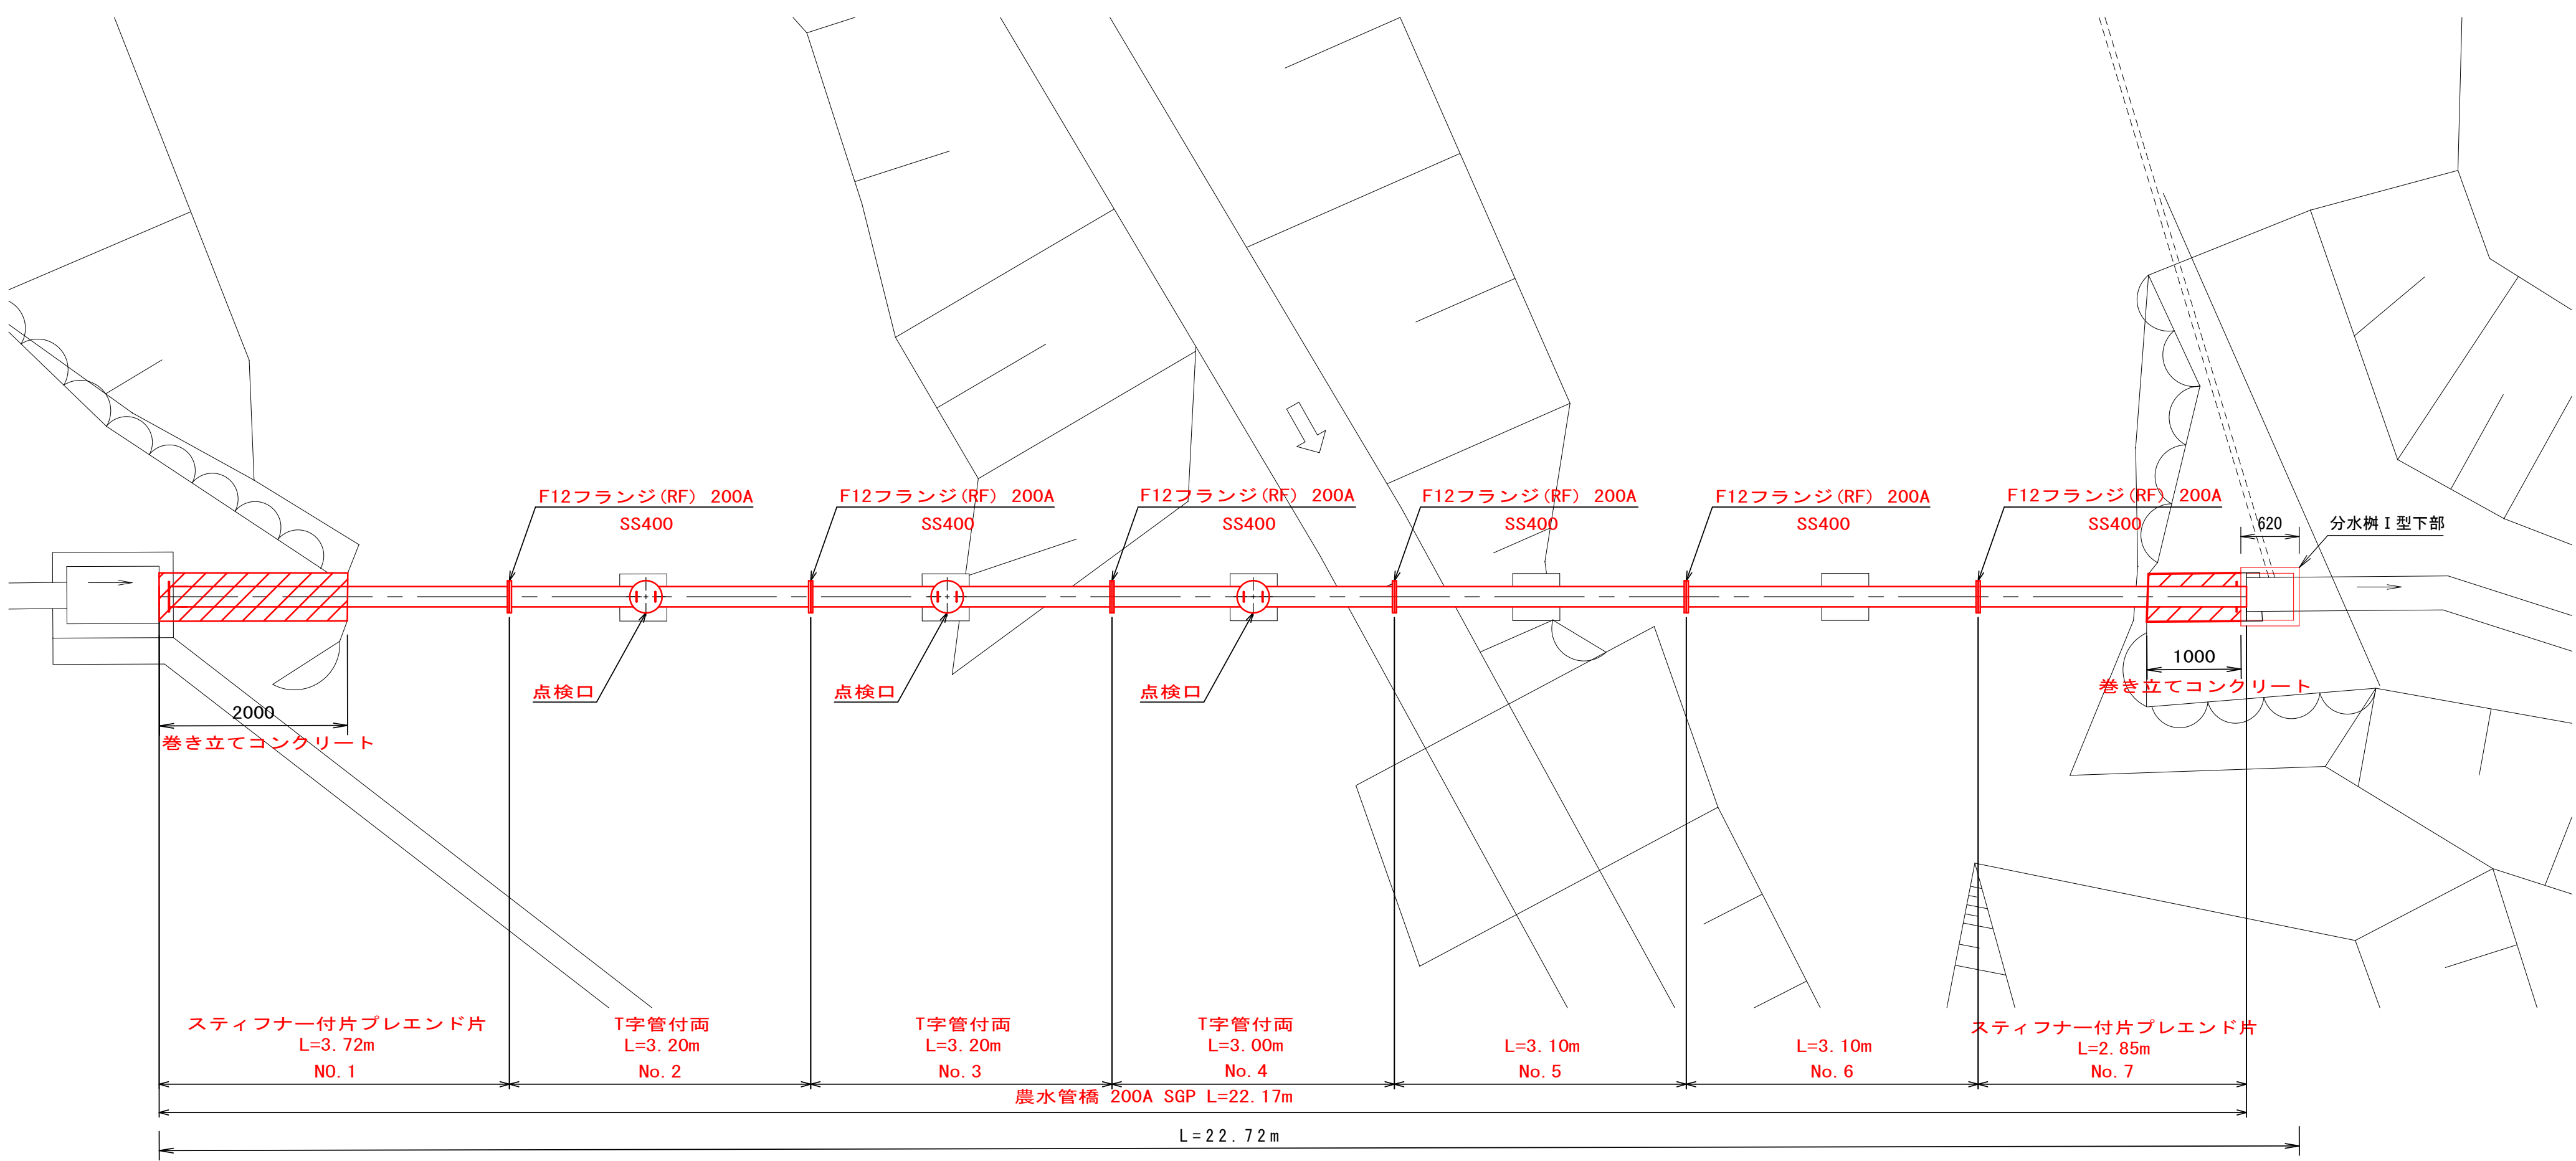 F12フランジ(RF) 200A
SS400
F12フランジ(RF) 200A
SS400
F12フランジ(RF) 200A
SS400
F12フランジ(RF) 200A
SS400
F12フランジ(RF) 200A
SS400
F12フランジ(RF) 200A
SS400
620
分水桝Ⅰ型下部
点検口
点検口
点検口
1000
巻き立てコンクリート
2000
巻き立てコンクリート
スティフナー付片プレエンド片
L=3.72m
NO.1
T字管付両
L=3.20m
No.2
T字管付両
L=3.20m
No.3
T字管付両
L=3.00m
No.4
L=3.10m
No.5
L=3.10m
No.6
スティフナー付片プレエンド片
L=2.85m
No.7
農水管橋 200A SGP L=22.17m
L=22.72m